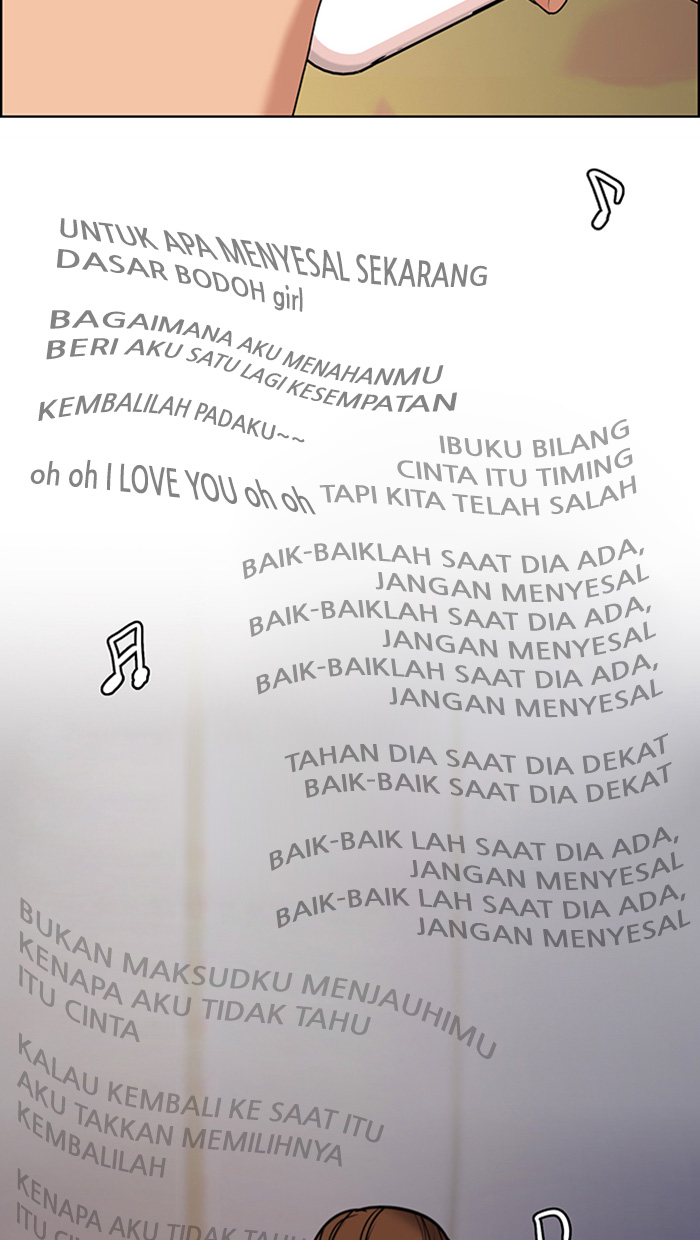 UNTUK APA MENYESAL SEKARANG
DASAR BODOH girl
BAGAIMANA AKU MENAHANMU
BERI AKU SATU LAGI KESEMPATAN
KEMBALILAH PADAKU~~
oh oh I LOVE YOU oh oh
IBUKU BILANG
CINTA ITU TIMING
TAPI KITA TELAH SALAH
BAIK-BAIKLAH SAAT DIA ADA,
JANGAN MENYESAL
BAIK-BAIKLAH SAAT DIA ADA,
JANGAN MENYESAL
BAIK-BAIKLAH SAAT DIA ADA,
JANGAN MENYESAL
TAHAN DIA SAAT DIA DEKAT
BAIK-BAIK SAAT DIA DEKAT
BAIK-BAIK LAH SAAT DIA ADA,
JANGAN MENYESAL
BAIK-BAIK LAH SAAT DIA ADA,
JANGAN MENYESAL
BUKAN MAKSUDKU MENJAUHIMU
KENAPA AKU TIDAK TAHU
ITU CINTA
KALAU KEMBALI KE SAAT ITU
AKU TAKKAN MEMILIHNYA
KEMBALILAH
KENAPA AKU TIDAK TAHU
ITU